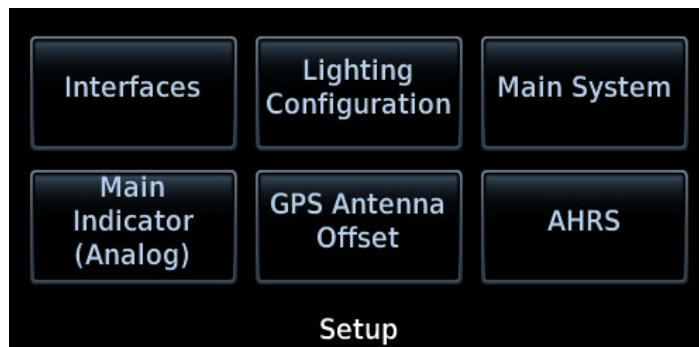 Interfaces
Lighting
Configuration
Main System
Main
Indicator
(Analog)
GPS Antenna
Offset
AHRS
Setup